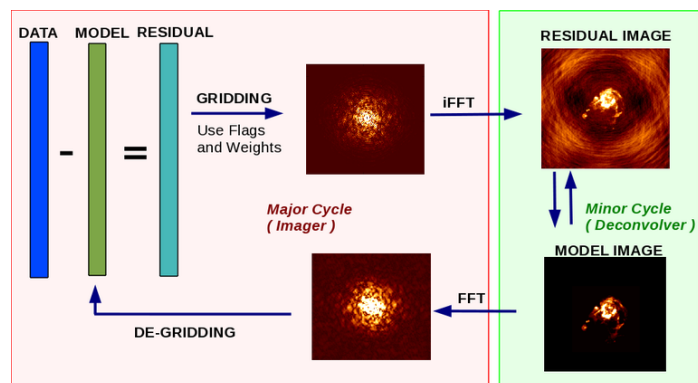 DATA MODEL RESIDUAL
- =
GRIDDING
Use Flags
and Weights
iFFT
RESIDUAL IMAGE
Major Cycle
( Imager )
Minor Cycle
( Deconvolver )
MODEL IMAGE
FFT
DE-GRIDDING